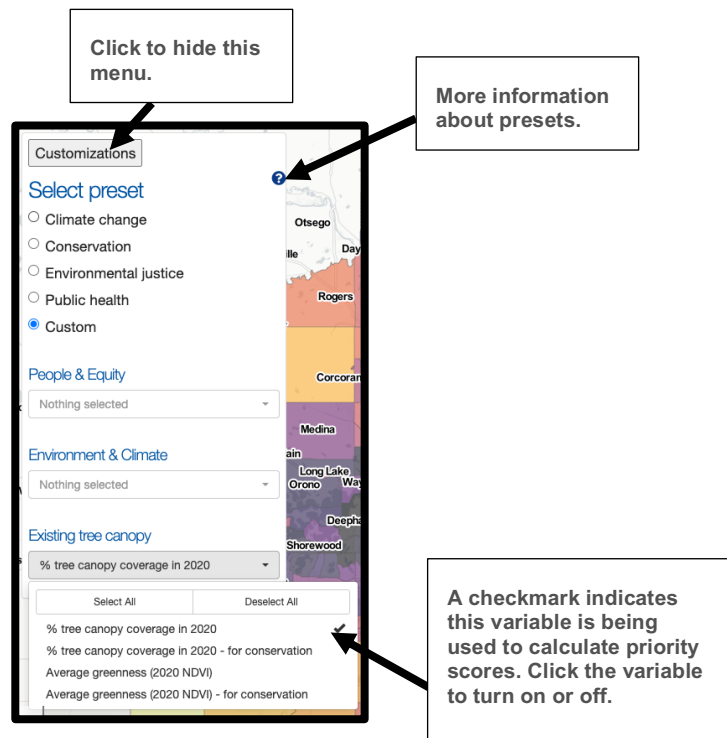 Click to hide this
menu.
More information
about presets.
Customizations
?
Select preset
Climate change
Conservation
Environmental justice
Public health
Custom
People & Equity
Nothing selected
Environment & Climate
Nothing selected
Existing tree canopy
% tree canopy coverage in 2020
Select All Deselect All
% tree canopy coverage in 2020
% tree canopy coverage in 2020 - for conservation
Average greenness (2020 NDVI)
Average greenness (2020 NDVI) - for conservation
Otsego
Rogers
Corcoran
Medina
Long Lake
Orono
Shorewood
A checkmark indicates
this variable is being
used to calculate priority
scores. Click the variable
to turn on or off.